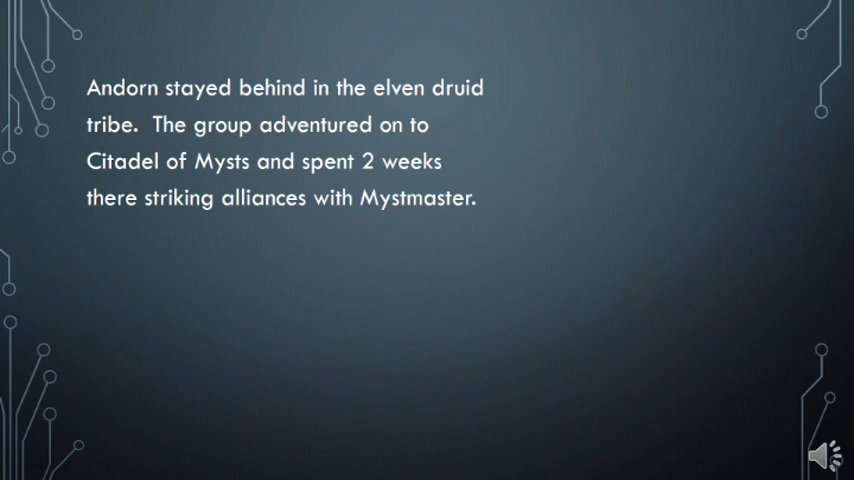 Andorn stayed behind in the elven druid
tribe.  The group adventured on to
Citadel of Mysts and spent 2 weeks
there striking alliances with Mystmaster.